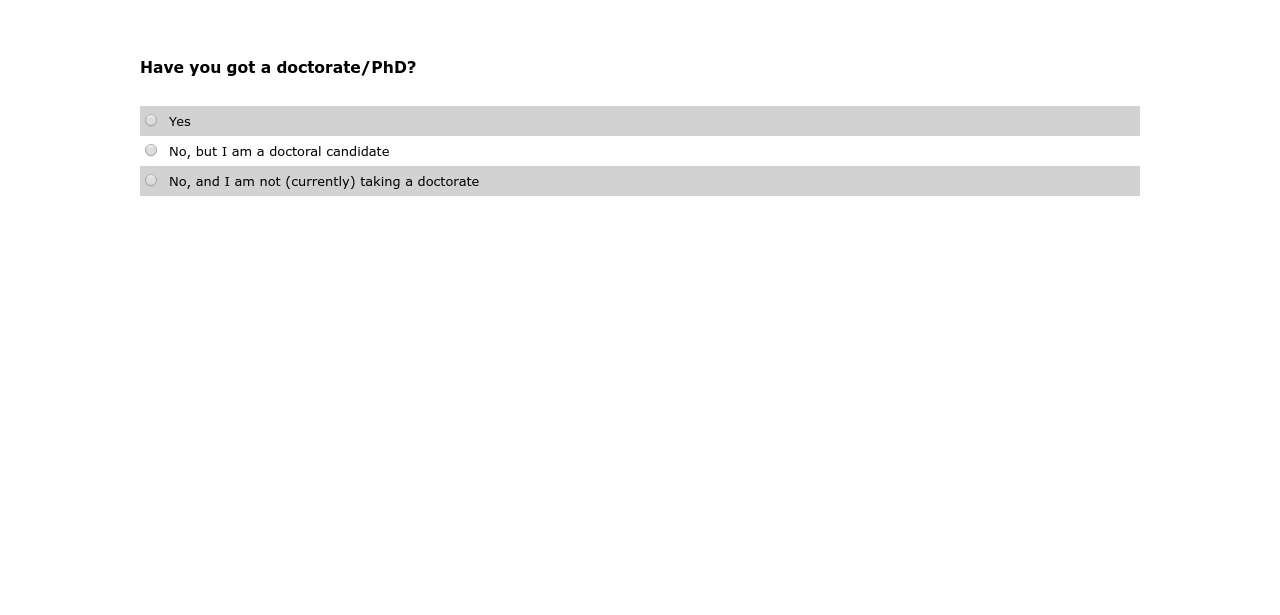 Have you got a doctorate/PhD?
Yes
No, but I am a doctoral candidate
No, and I am not (currently) taking a doctorate